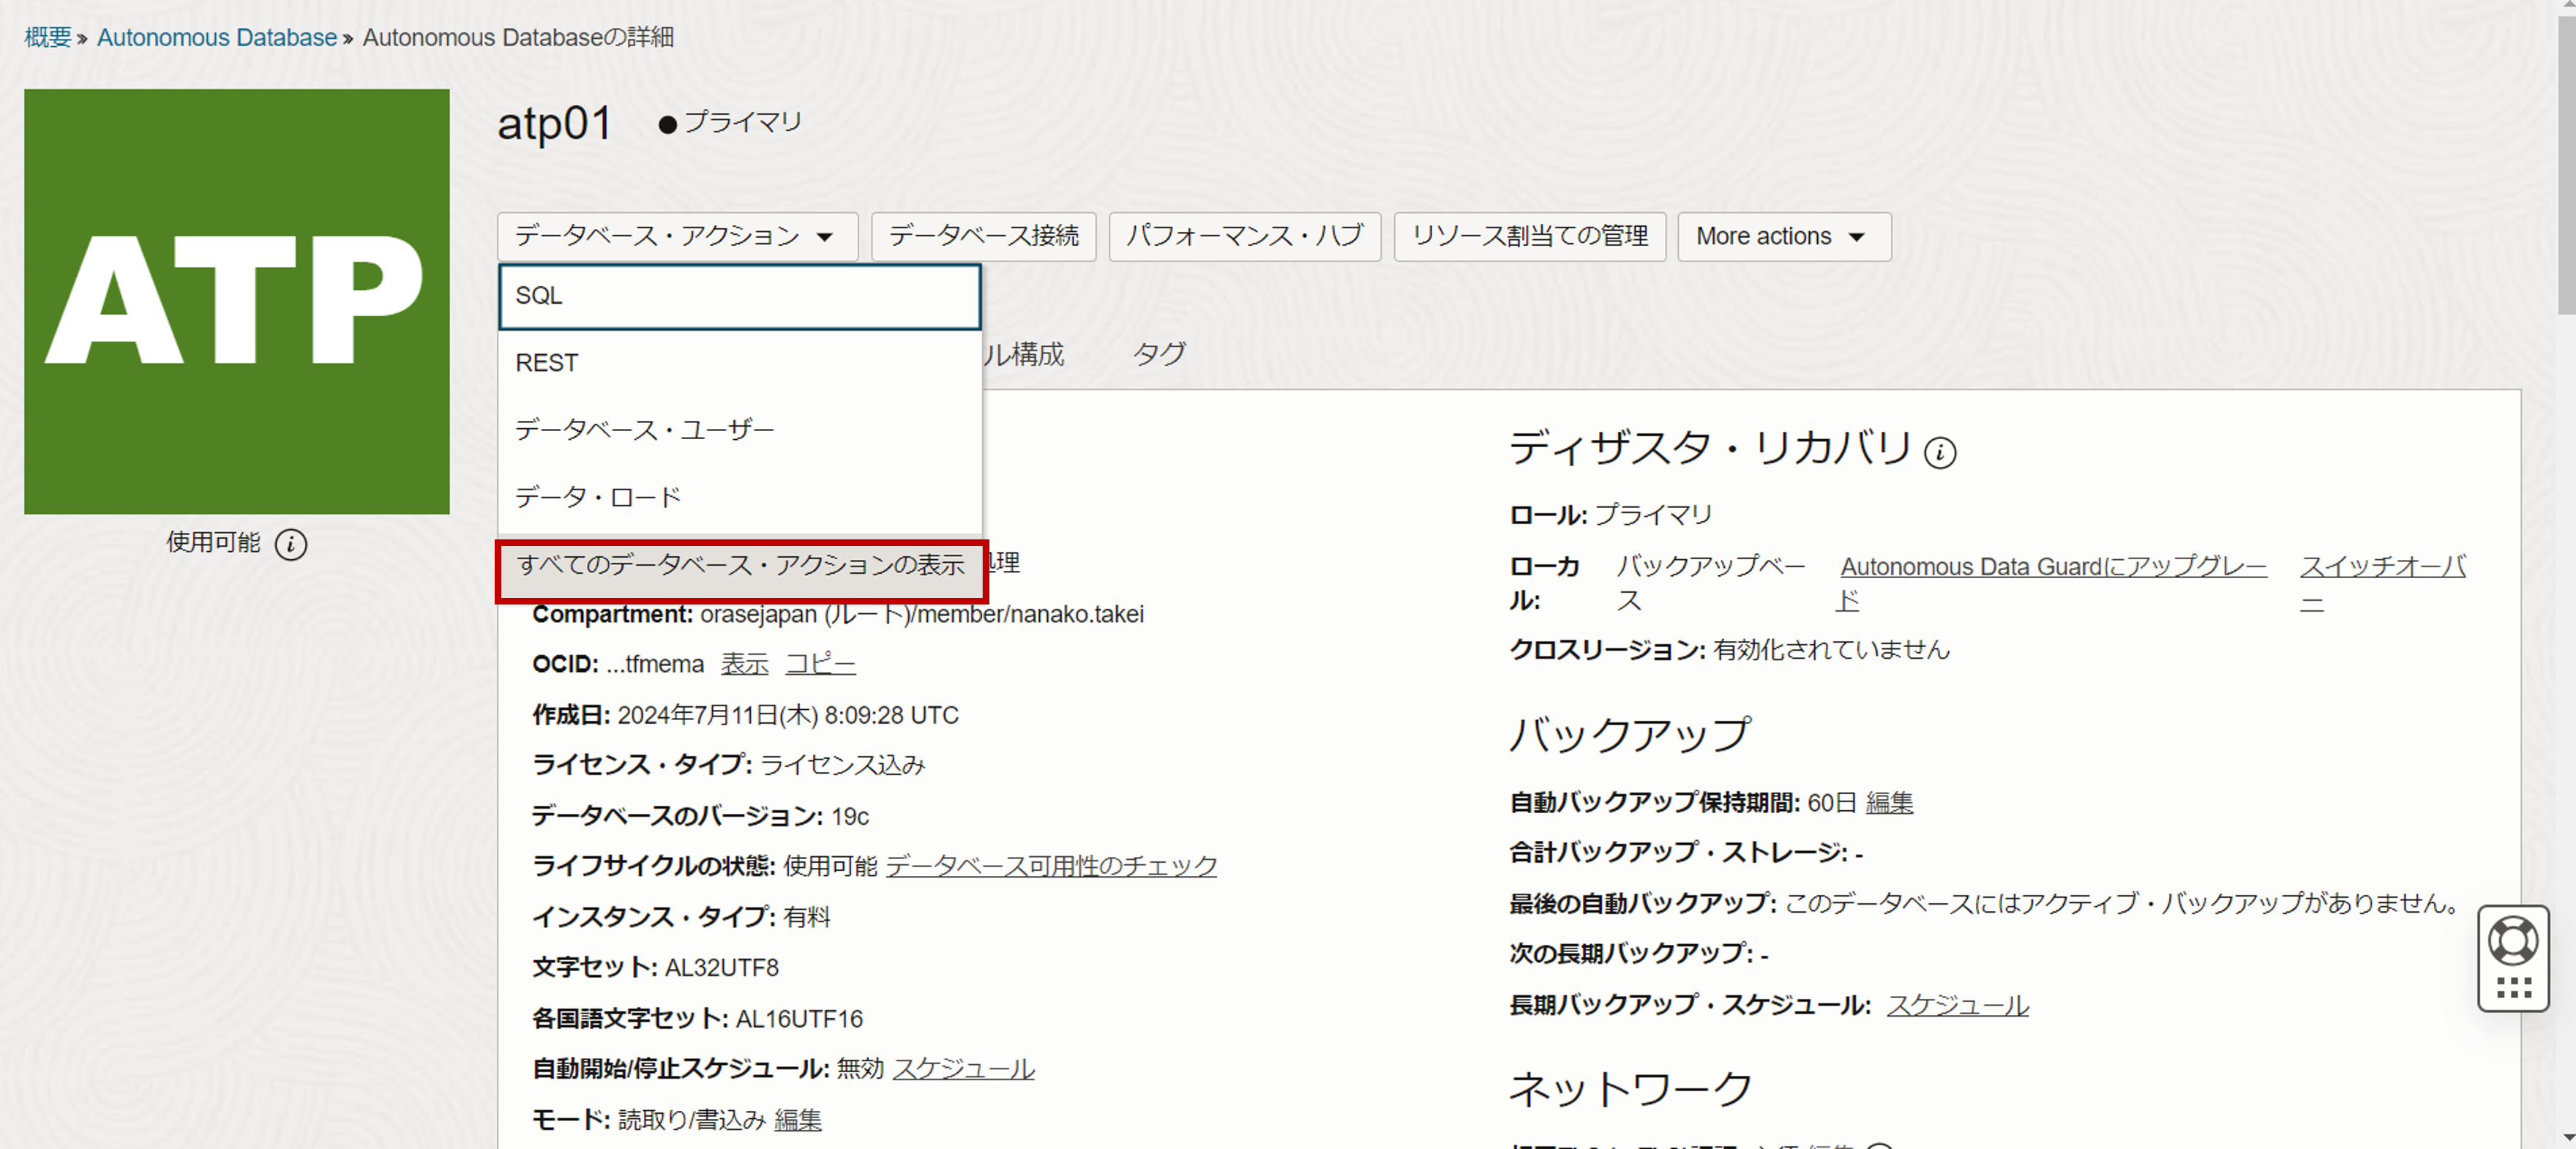 概要 » Autonomous Database » Autonomous Databaseの詳細
ATP
使用可能
atp01 ● プライマリ
データベース・アクション データベース接続 パフォーマンス・ハブ リソース割当ての管理 More actions
SQL
REST
データベース・ユーザー
データ・ロード
すべてのデータベース・アクションの表示
ル構成 タグ
処理
Compartment: orasejapan (ルート)/member/nanako.takei
OCID: ...tfmema 表示 コピー
作成日: 2024年7月11日(木) 8:09:28 UTC
ライセンス・タイプ: ライセンス込み
データベースのバージョン: 19c
ライフサイクルの状態: 使用可能 データベース可用性のチェック
インスタンス・タイプ: 有料
文字セット: AL32UTF8
各国語文字セット: AL16UTF16
自動開始/停止スケジュール: 無効 スケジュール
モード: 読取り/書込み 編集
ディザスタ・リカバリ
ロール: プライマリ
ローカル: バックアップベース Autonomous Data Guardにアップグレード スイッチオーバー
クロスリージョン: 有効化されていません
バックアップ
自動バックアップ保持期間: 60日 編集
合計バックアップ・ストレージ: -
最後の自動バックアップ: このデータベースにはアクティブ・バックアップがありません。
次の長期バックアップ: -
長期バックアップ・スケジュール: スケジュール
ネットワーク